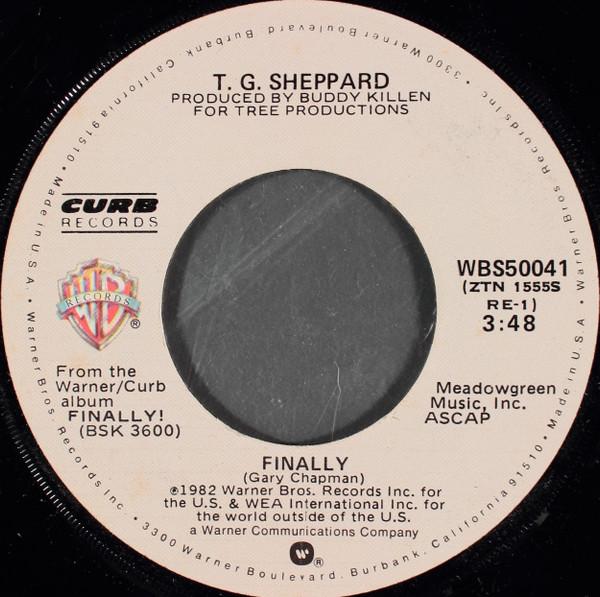 T. G. SHEPPARD
PRODUCED BY BUDDY KILLEN
FOR TREE PRODUCTIONS
CURB
RECORDS
WB
RECORDS
®
WBS50041
(ZTN 1555S
RE-1)
3:48
From the
Warner/Curb
album
FINALLY!
(BSK 3600)
Meadowgreen
Music, Inc.
ASCAP
FINALLY
(Gary Chapman)
℗1982 Warner Bros. Records Inc. for
the U.S. & WEA International Inc. for
the world outside of the U.S.
a Warner Communications Company
W ®
Made in U.S.A. • Warner Bros. Records Inc. • 3300 Warner Boulevard, Burbank, California 91510 • Made in U.S.A. • Warner Bros. Records Inc. • 3300 Warner Boulevard Burbank, California 91510 •